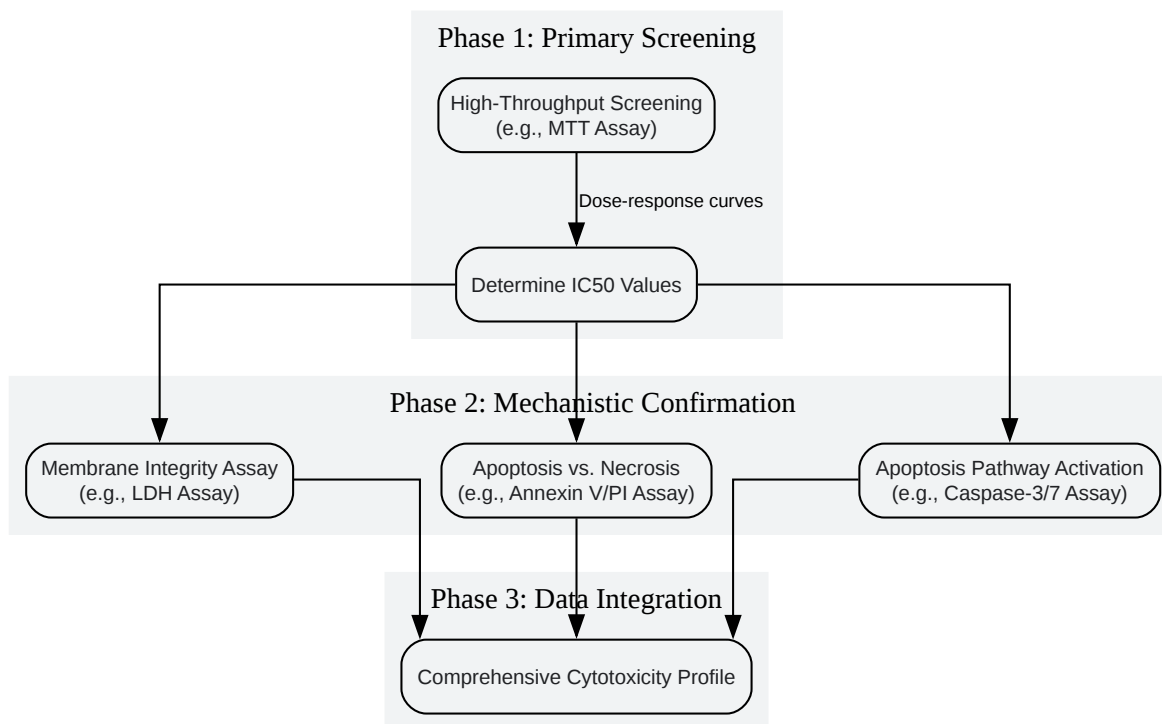 Phase 1: Primary Screening
High-Throughput Screening
(e.g., MTT Assay)
Dose-response curves
Determine IC50 Values
Phase 2: Mechanistic Confirmation
Membrane Integrity Assay
(e.g., LDH Assay)
Apoptosis vs. Necrosis
(e.g., Annexin V/PI Assay)
Apoptosis Pathway Activation
(e.g., Caspase-3/7 Assay)
Phase 3: Data Integration
Comprehensive Cytotoxicity Profile